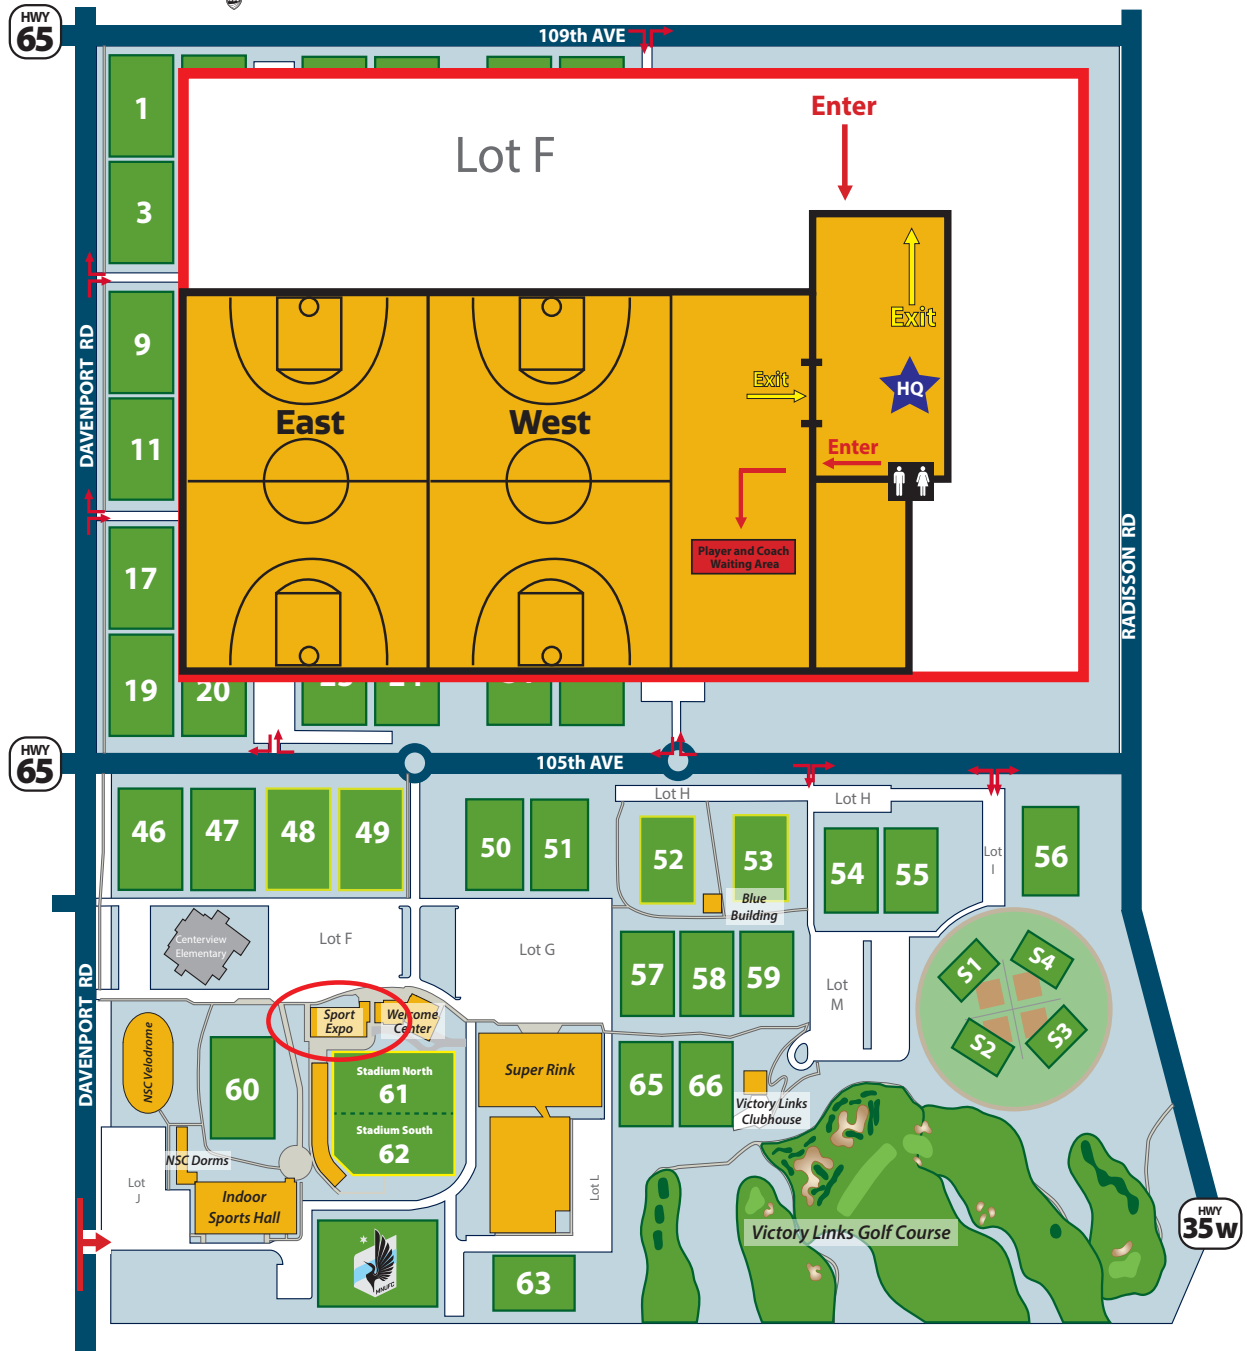 HWY
65
109th AVE
1
Enter
Lot F
3
Exit
9
DAVENPORT RD
Exit
HQ
East
West
11
Enter
Player and Coach
Waiting Area
17
RADISSON RD
19
20
HWY
65
105th AVE
Lot H
Lot H
46
47
48
49
50
51
52
53
54
55
Lot
I
56
Blue
Building
Centerview
Elementary
Lot F
Lot G
57
58
59
Lot
M
S1
S4
S2
S3
DAVENPORT RD
Sport
Expo
Welcome
Center
NSC Velodrome
60
Stadium North
61
Stadium South
62
Super Rink
65
66
Victory Links
Clubhouse
NSC Dorms
Lot
J
Indoor
Sports Hall
Lot L
Victory Links Golf Course
HWY
35W
MNUFC
63